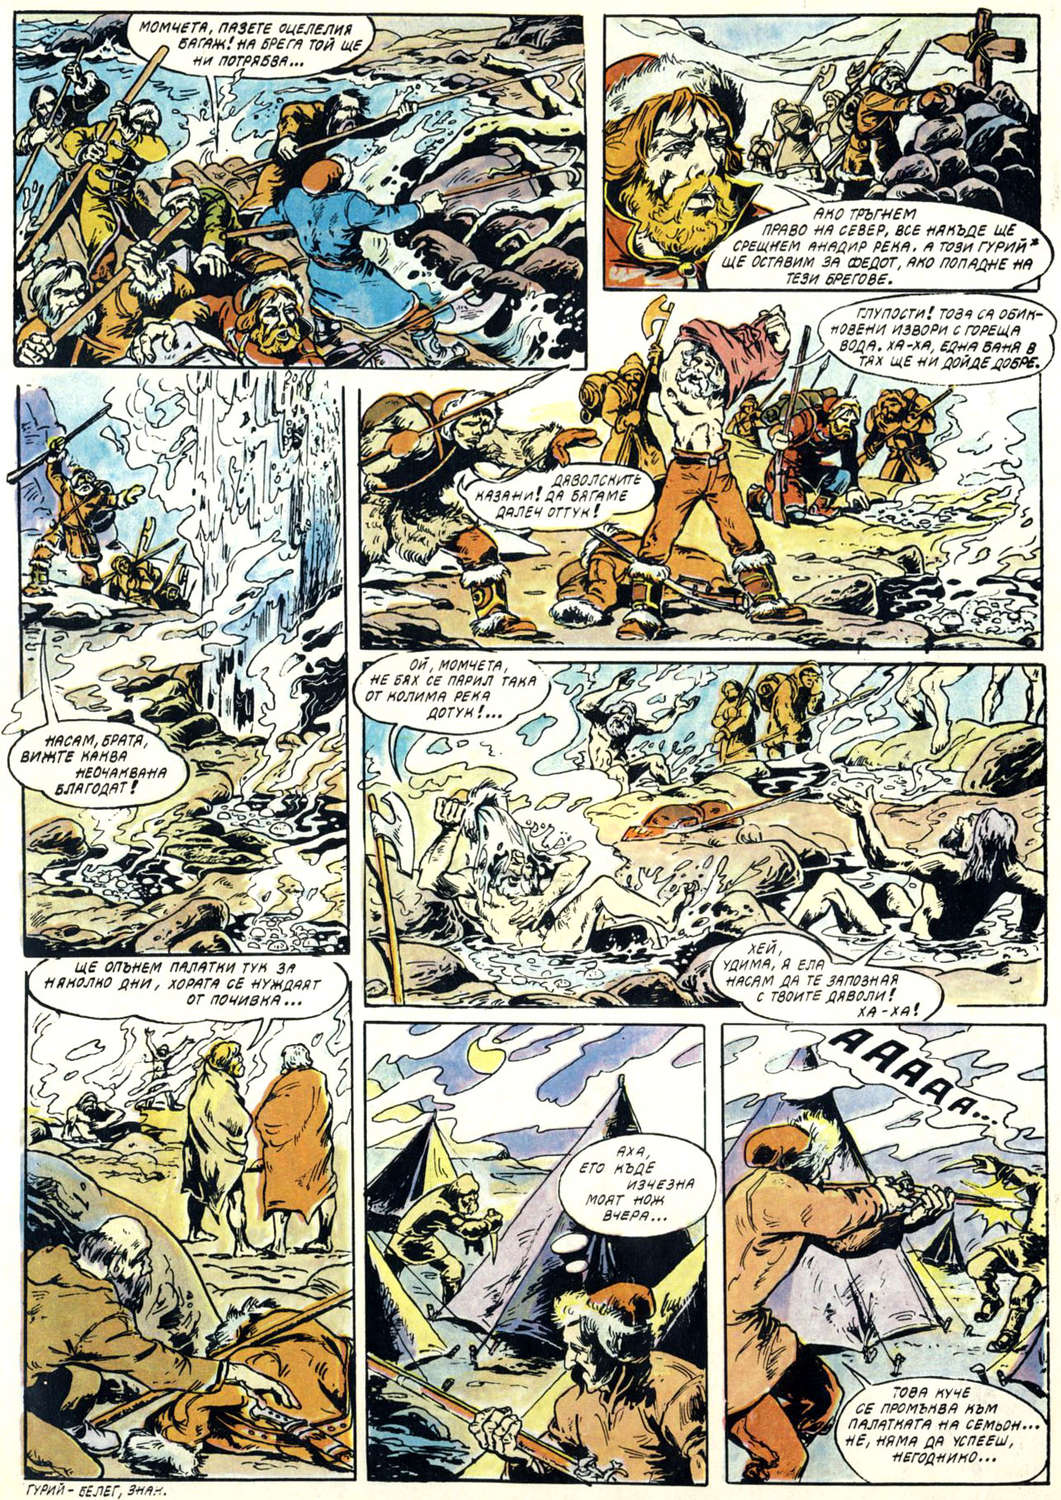 МОМЧЕТА, ПАЗЕТЕ ОЦЕЛЕЛИЯ
БАГАЖ! НА БРЕГА ТОЙ ЩЕ
НИ ПОТРЯБВА...
АКО ТРЪГНЕМ
ПРАВО НА СЕВЕР, ВСЕ НЯКЪДЕ ЩЕ
СРЕЩНЕМ АНАДИР РЕКА. А ТОЗИ ГУРИЙ*
ЩЕ ОСТАВИМ ЗА ФЕДОТ, АКО ПОПАДНЕ НА
ТЕЗИ БРЕГОВЕ.
НАСАМ, БРАТЯ,
ВИЖТЕ КАКВА
НЕОЧАКВАНА
БЛАГОДАТ!
ДЯВОЛСКИТЕ
КАЗАНИ! ДА БЯГАМЕ
ДАЛЕЧ ОТТУК!
ГЛУПОСТИ! ТОВА СА ОБИК-
НОВЕНИ ИЗВОРИ С ГОРЕЩА
ВОДА. ХА-ХА, ЕДНА БАНЯ В
ТЯХ ЩЕ НИ ДОЙДЕ ДОБРЕ.
ОЙ, МОМЧЕТА,
НЕ БЯХ СЕ ПАРИЛ ТАКА
ОТ КОЛИМА РЕКА
ДОТУК!...
ХЕЙ,
УДИМА, Я ЕЛА
НАСАМ ДА ТЕ ЗАПОЗНАЯ
С ТВОИТЕ ДЯВОЛИ!
ХА-ХА!
ЩЕ ОПЪНЕМ ПАЛАТКИ ТУК ЗА
НЯКОЛКО ДНИ, ХОРАТА СЕ НУЖДАЯТ
ОТ ПОЧИВКА...
АХА,
ЕТО КЪДЕ
ИЗЧЕЗНА
МОЯТ НОЖ
ВЧЕРА...
ААААА...
ТОВА КУЧЕ
СЕ ПРОМЪКВА КЪМ
ПАЛАТКАТА НА СЕМЬОН...
НЕ, НЯМА ДА УСПЕЕШ,
НЕГОДНИКО...
ГУРИЙ - БЕЛЕГ, ЗНАК.